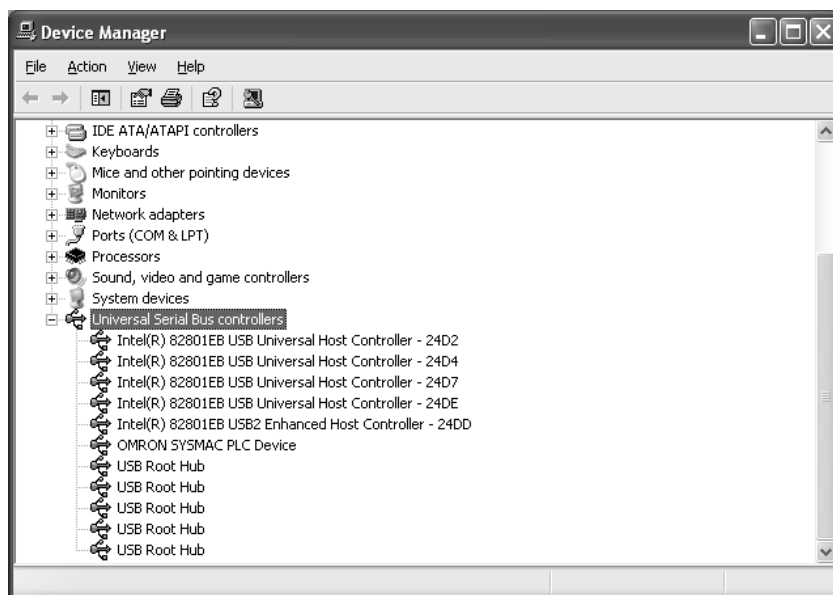 Device Manager
File Action View Help
IDE ATA/ATAPI controllers
Keyboards
Mice and other pointing devices
Monitors
Network adapters
Ports (COM & LPT)
Processors
Sound, video and game controllers
System devices
Universal Serial Bus controllers
Intel(R) 82801EB USB Universal Host Controller - 24D2
Intel(R) 82801EB USB Universal Host Controller - 24D4
Intel(R) 82801EB USB Universal Host Controller - 24D7
Intel(R) 82801EB USB Universal Host Controller - 24DE
Intel(R) 82801EB USB2 Enhanced Host Controller - 24DD
OMRON SYSMAC PLC Device
USB Root Hub
USB Root Hub
USB Root Hub
USB Root Hub
USB Root Hub